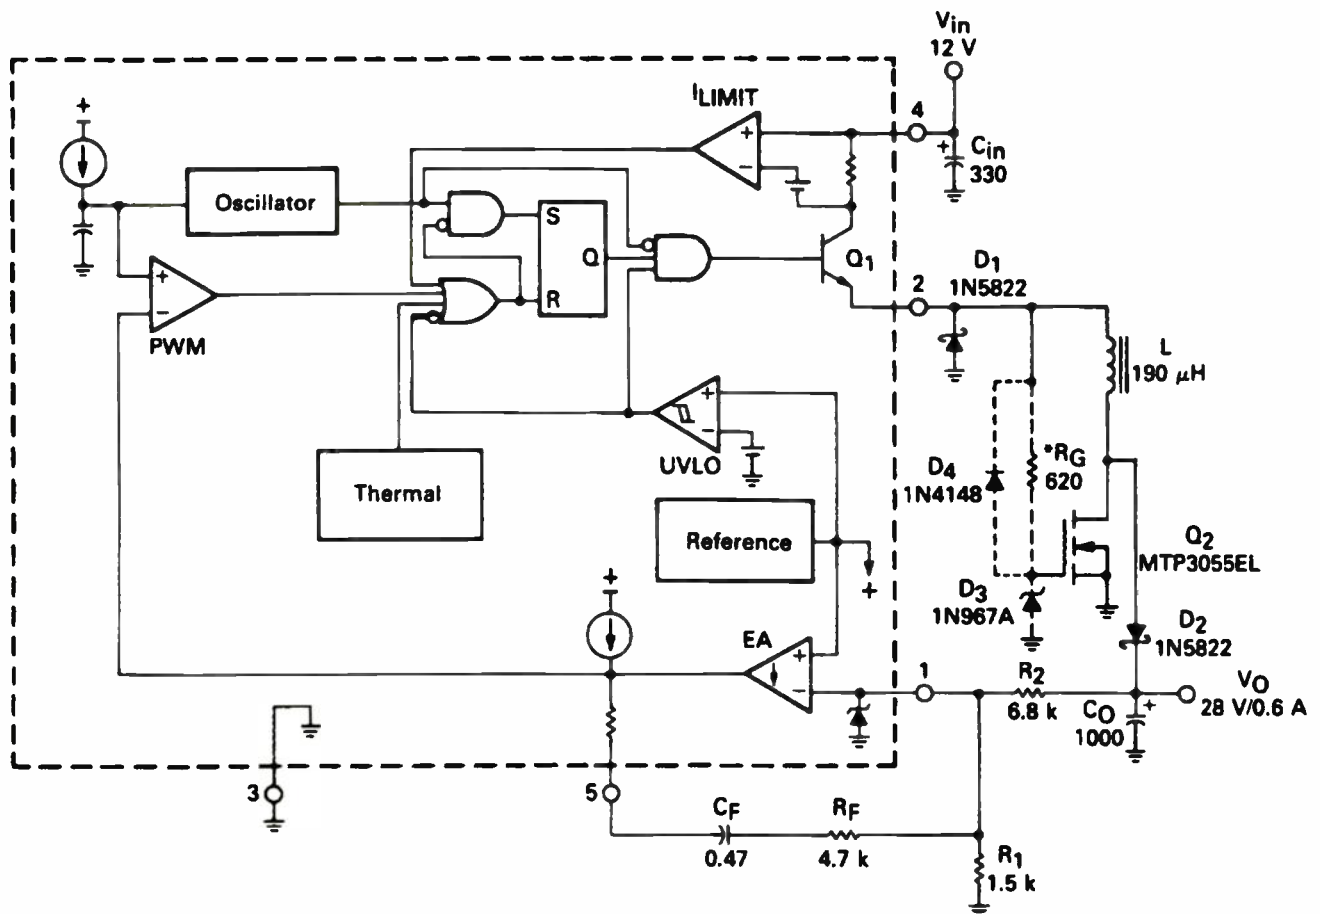 Vin
12 V
ILIMIT
4
+
+
−
+
Cin
330
Oscillator
S
Q
R
Q1
2
D1
1N5822
+
−
PWM
L
190 µH
+
−
UVLO
Thermal
D4
1N4148
*RG
620
Reference
+
Q2
MTP3055EL
D3
1N967A
+
EA
+
−
D2
1N5822
1
R2
6.8 k
VO
28 V/0.6 A
+
CO
1000
3
5
CF
0.47
RF
4.7 k
R1
1.5 k